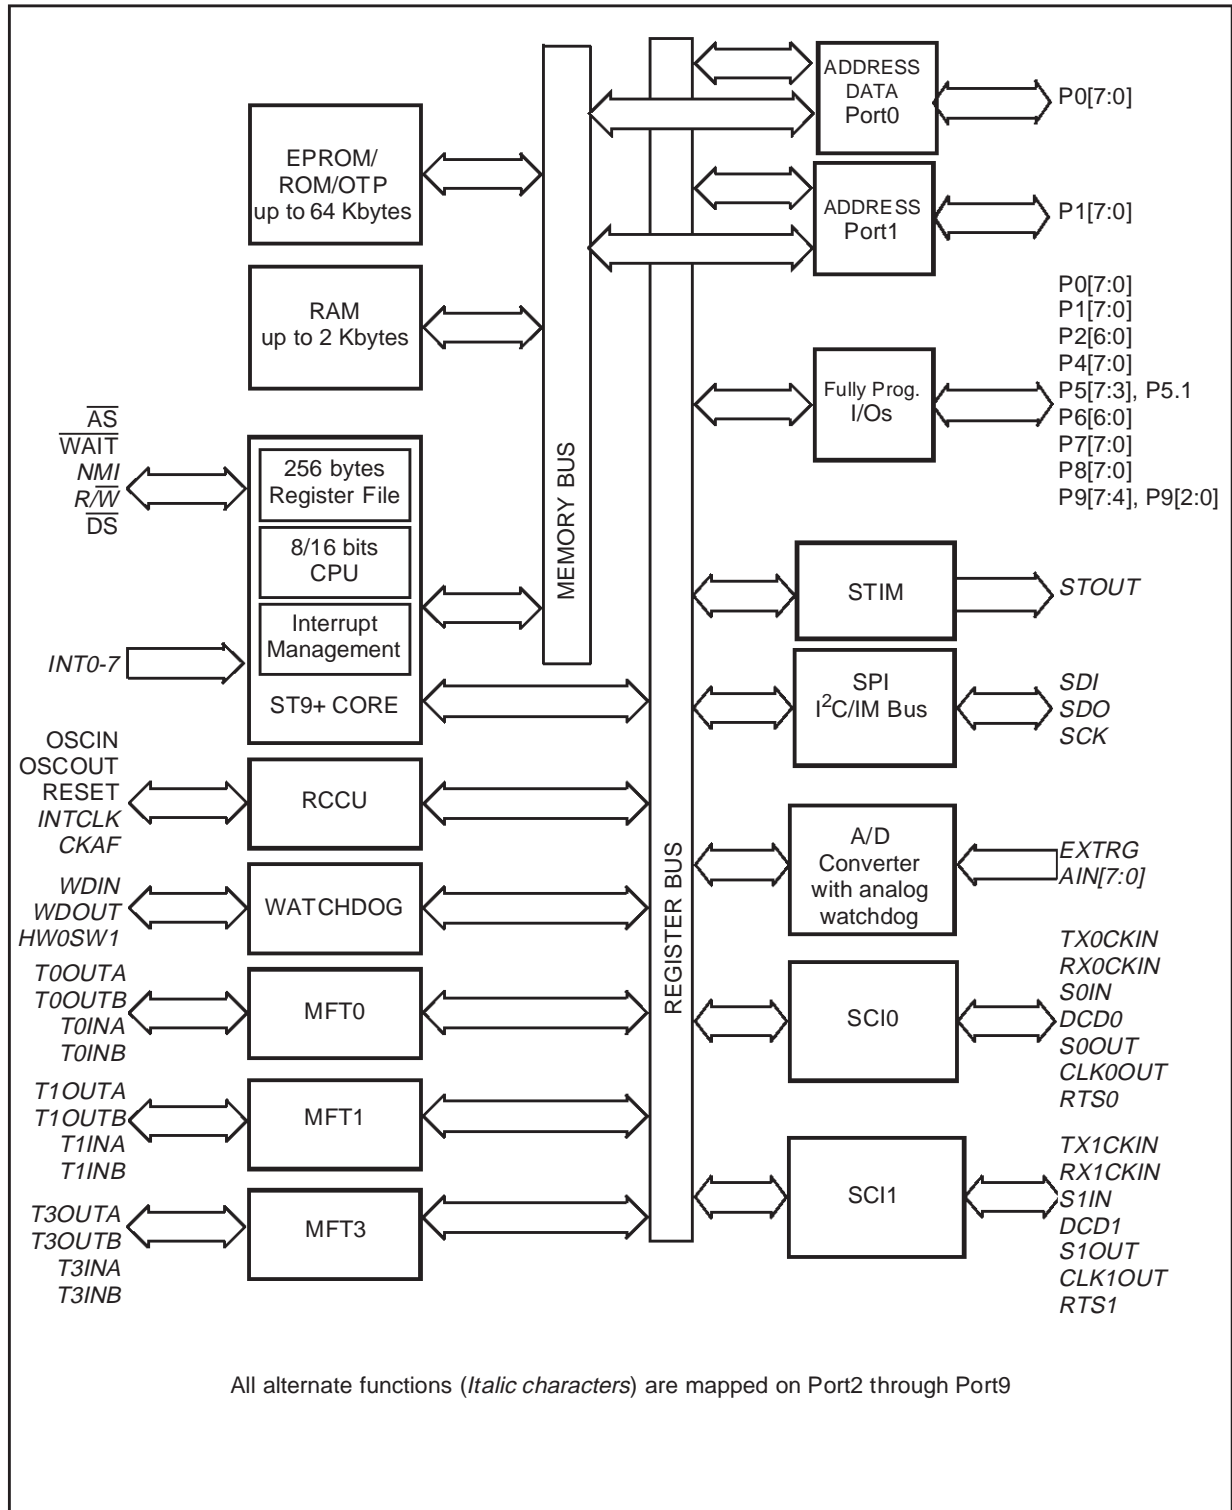 ADDRESS
DATA
Port0
P0[7:0]
EPROM/
ROM/OTP
up to 64 Kbytes
ADDRESS
Port1
P1[7:0]
RAM
up to 2 Kbytes
Fully Prog.
I/Os
P0[7:0]
P1[7:0]
P2[6:0]
P4[7:0]
P5[7:3], P5.1
P6[6:0]
P7[7:0]
P8[7:0]
P9[7:4], P9[2:0]
AS
WAIT
NMI
R/W
DS
256 bytes
Register File
8/16 bits
CPU
Interrupt
Management
ST9+ CORE
INT0-7
MEMORY BUS
REGISTER BUS
STIM
STOUT
SPI
I²C/IM Bus
SDI
SDO
SCK
OSCIN
OSCOUT
RESET
INTCLK
CKAF
RCCU
A/D
Converter
with analog
watchdog
EXTRG
AIN[7:0]
WDIN
WDOUT
HW0SW1
WATCHDOG
T0OUTA
T0OUTB
T0INA
T0INB
MFT0
SCI0
TX0CKIN
RX0CKIN
S0IN
DCD0
S0OUT
CLK0OUT
RTS0
T1OUTA
T1OUTB
T1INA
T1INB
MFT1
SCI1
TX1CKIN
RX1CKIN
S1IN
DCD1
S1OUT
CLK1OUT
RTS1
T3OUTA
T3OUTB
T3INA
T3INB
MFT3
All alternate functions (Italic characters) are mapped on Port2 through Port9